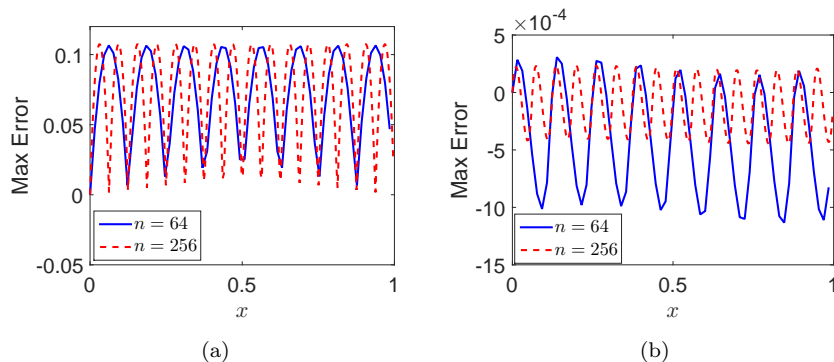 0.1
0.05
0
-0.05
Max Error
n = 64
n = 256
0 0.5 1
x
(a)
×10⁻⁴
5
0
-5
-10
-15
Max Error
n = 64
n = 256
0 0.5 1
x
(b)